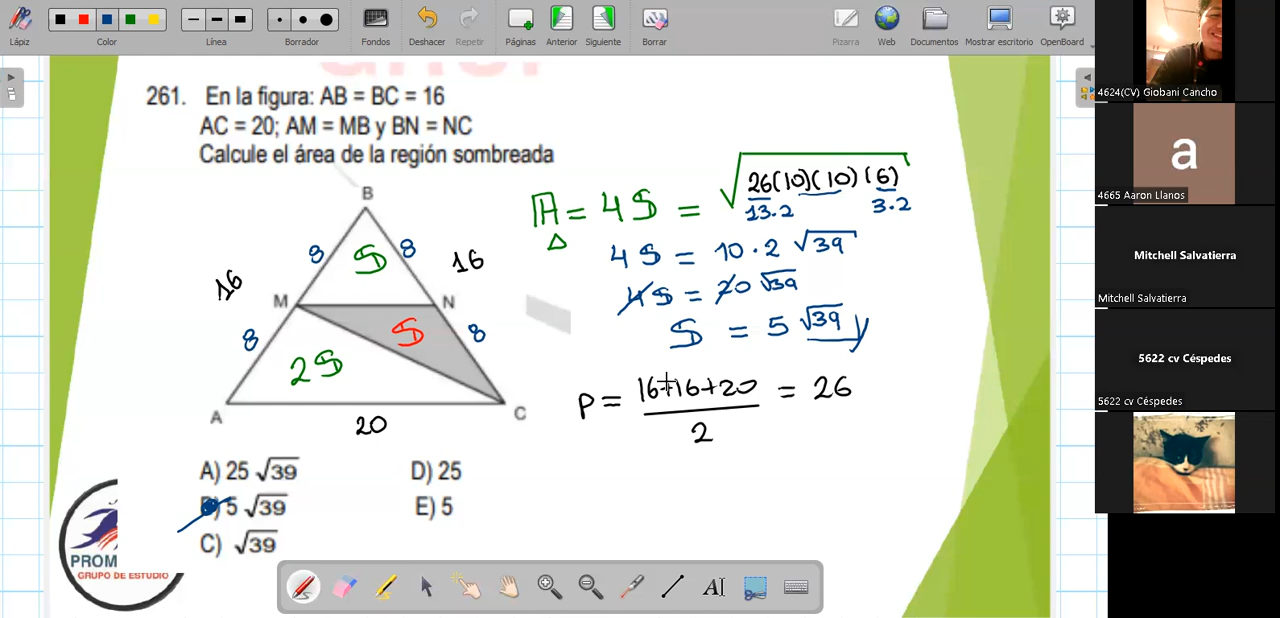 Lápiz
Color
Línea
Borrador
Fondos
Deshacer
Repetir
Páginas
Anterior
Siguiente
Borrar
Pizarra
Web
Documentos
Mostrar escritorio
OpenBoard
261. En la figura: AB = BC = 16
AC = 20; AM = MB y BN = NC
Calcule el área de la región sombreada
B
8
S
8
16
16
M
N
8
2S
S
8
A
20
C
A = 4S = √26(10)(10)(6)
Δ
13.2
3.2
4S = 10·2 √39
4S = 20 √39
S = 5 √39
P = 16+16+20 / 2 = 26
A) 25 √39
D) 25
B) 5 √39
E) 5
C) √39
PROM
GRUPO DE ESTUDIO
AI
4624(CV) Giobani Cancho
a
4665 Aaron Llanos
Mitchell Salvatierra
Mitchell Salvatierra
5622 cv Céspedes
5622 cv Céspedes